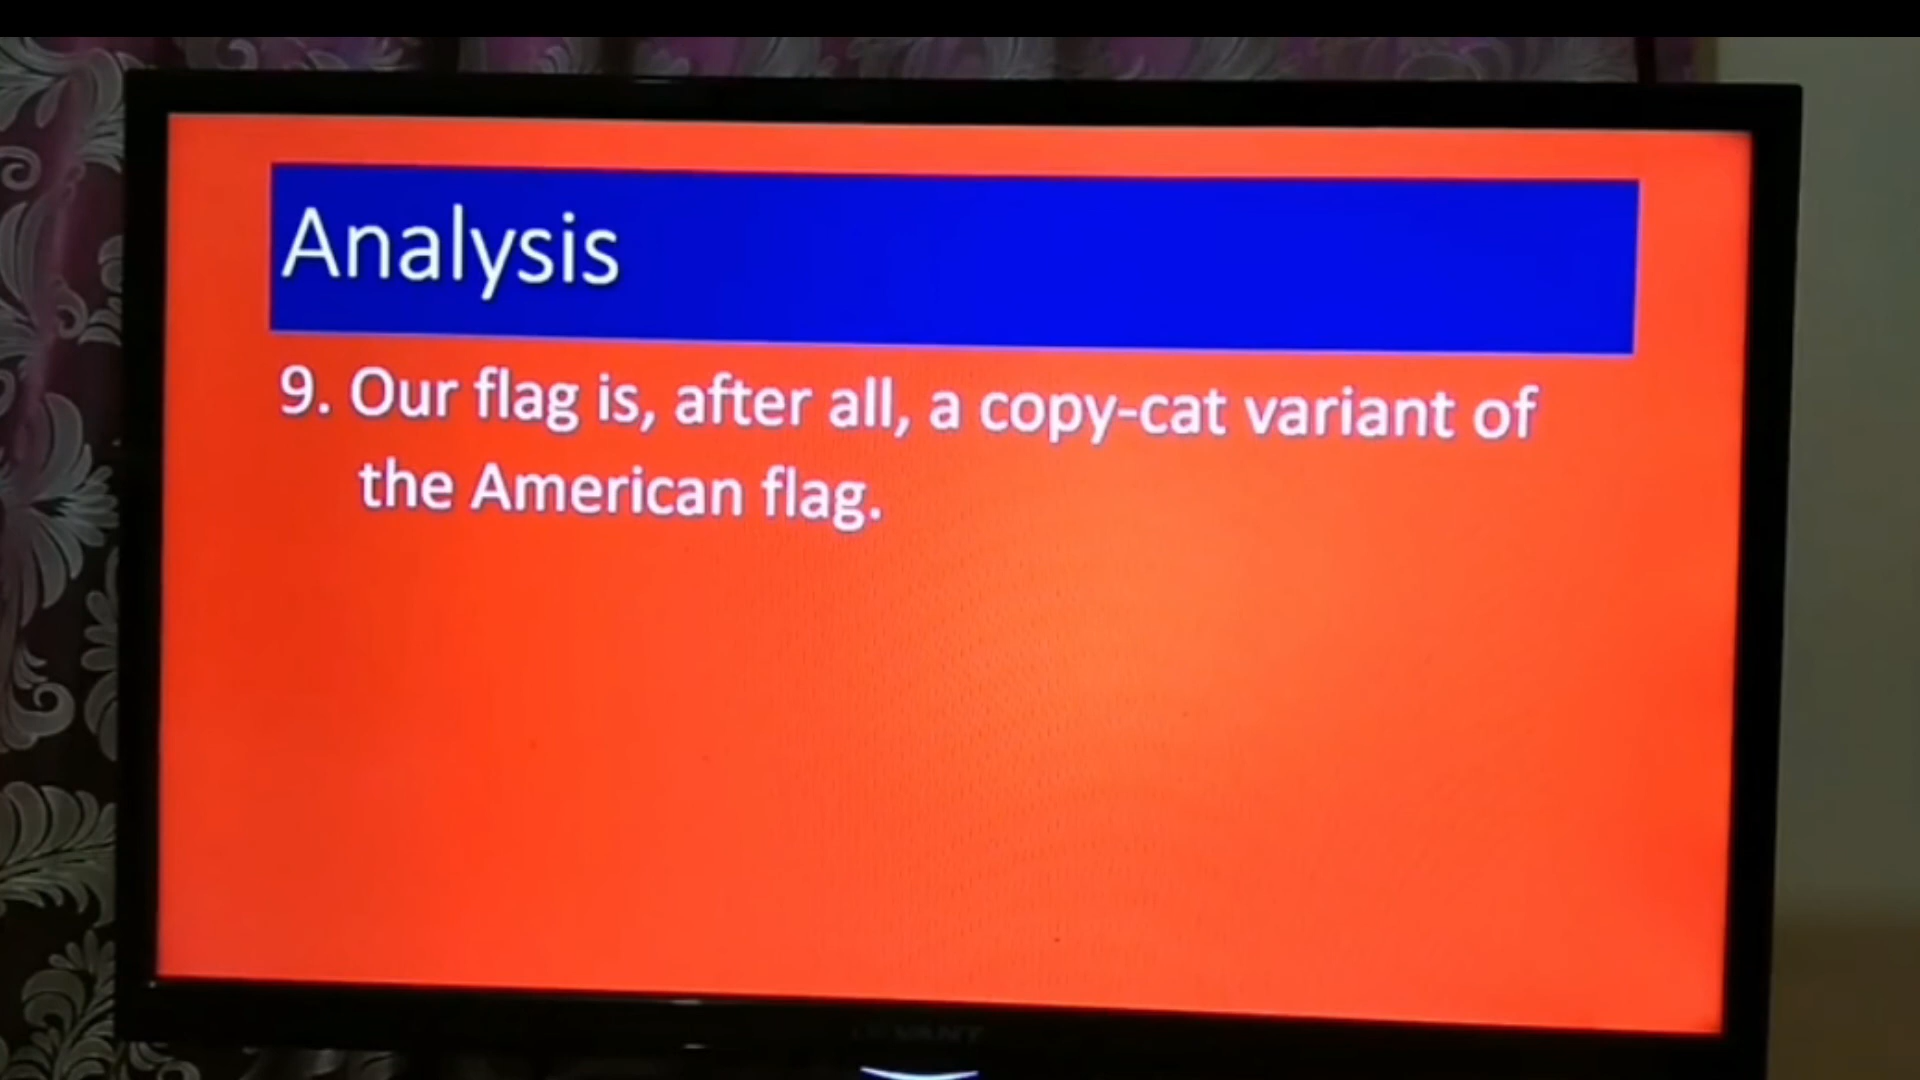 Analysis
9. Our flag is, after all, a copy-cat variant of
the American flag.